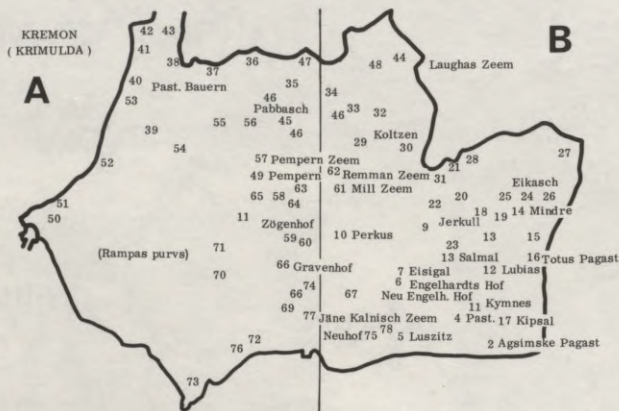 KREMON
( KRIMULDA )
A
B
42 43
41
38
37
36
47
48 44
Laughas Zeem
40
Past. Bauern
35
53
46
34
Pabbasch
46 33 32
39
55 56 45
46
Koltzen
29
30
54
57 Pempern Zeem
52
49 Pempern
62 Remman Zeem
31
21 28
27
63
61 Mill Zeem
Eikasch
65 58
64
22
20
25 24 26
51
50
11
18 19 14 Mindre
Zögenhof
9
Jerkull
59 60
10 Perkus
13
15
(Rampas purvs)
71
23
13 Salmal
16 Totus Pagast
66 Gravenhof
7 Eisigal
12 Lubias
70
6 Engelhardts Hof
74
66
67
Neu Engelh. Hof
11 Kymnes
69
77 Jäne Kalnisch Zeem
4 Past.
17 Kipsal
72
76
Neuhof 75 78
5 Luszitz
2 Agsimske Pagast
73